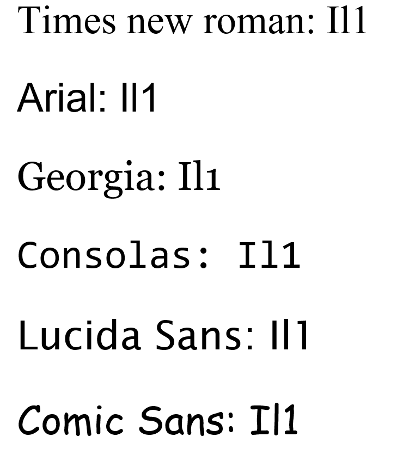 Times new roman: Il1
Arial: Il1
Georgia: Il1
Consolas: Il1
Lucida Sans: Il1
Comic Sans: Il1